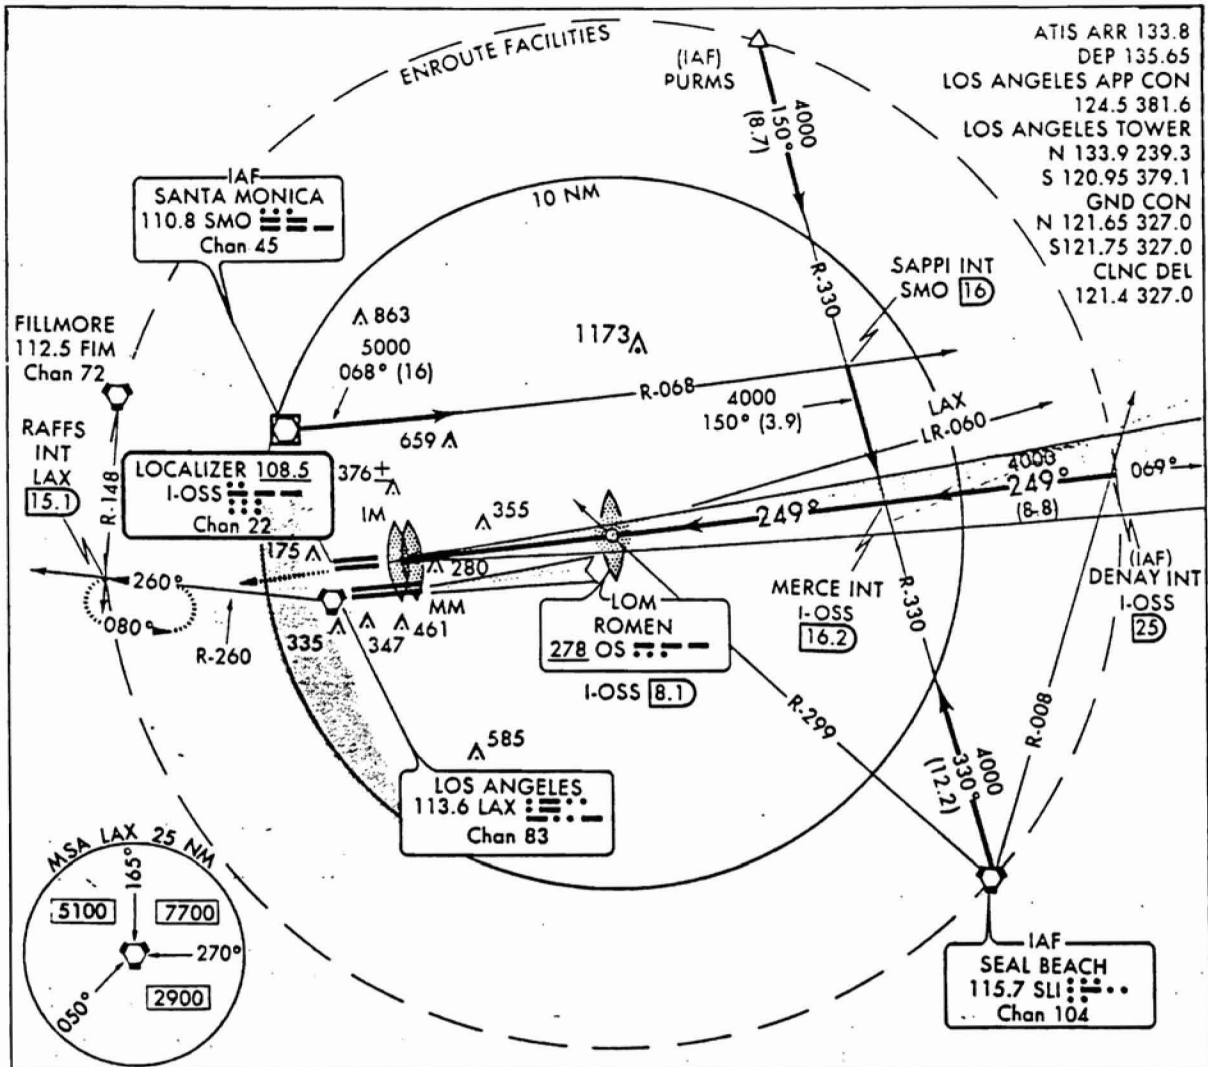 ENROUTE FACILITIES
(IAF)
PURMS
4000
150°
(8.7)
ATIS ARR 133.8
DEP 135.65
LOS ANGELES APP CON
124.5 381.6
LOS ANGELES TOWER
N 133.9 239.3
S 120.95 379.1
GND CON
N 121.65 327.0
S121.75 327.0
CLNC DEL
121.4 327.0
IAF
SANTA MONICA
110.8 SMO
Chan 45
10 NM
R-330
SAPPI INT
SMO 16
863
5000
068° (16)
1173
FILLMORE
112.5 FIM
Chan 72
R-068
4000
150° (3.9)
659
LAX
LR-060
RAFFS
INT
LAX
15.1
R-148
LOCALIZER 108.5
I-OSS
Chan 22
376±
IM
355
4000
249°
(8.8)
069°
249°
175
280
260°
080°
R-260
335
347
461
MM
LOM
ROMEN
278 OS
I-OSS 8.1
MERCE INT
I-OSS
16.2
R-330
(IAF)
DENAY INT
I-OSS
25
R-299
R-008
585
LOS ANGELES
113.6 LAX
Chan 83
4000
330°
(12.2)
MSA LAX 25 NM
165°
5100
7700
270°
050°
2900
IAF
SEAL BEACH
115.7 SLI
Chan 104